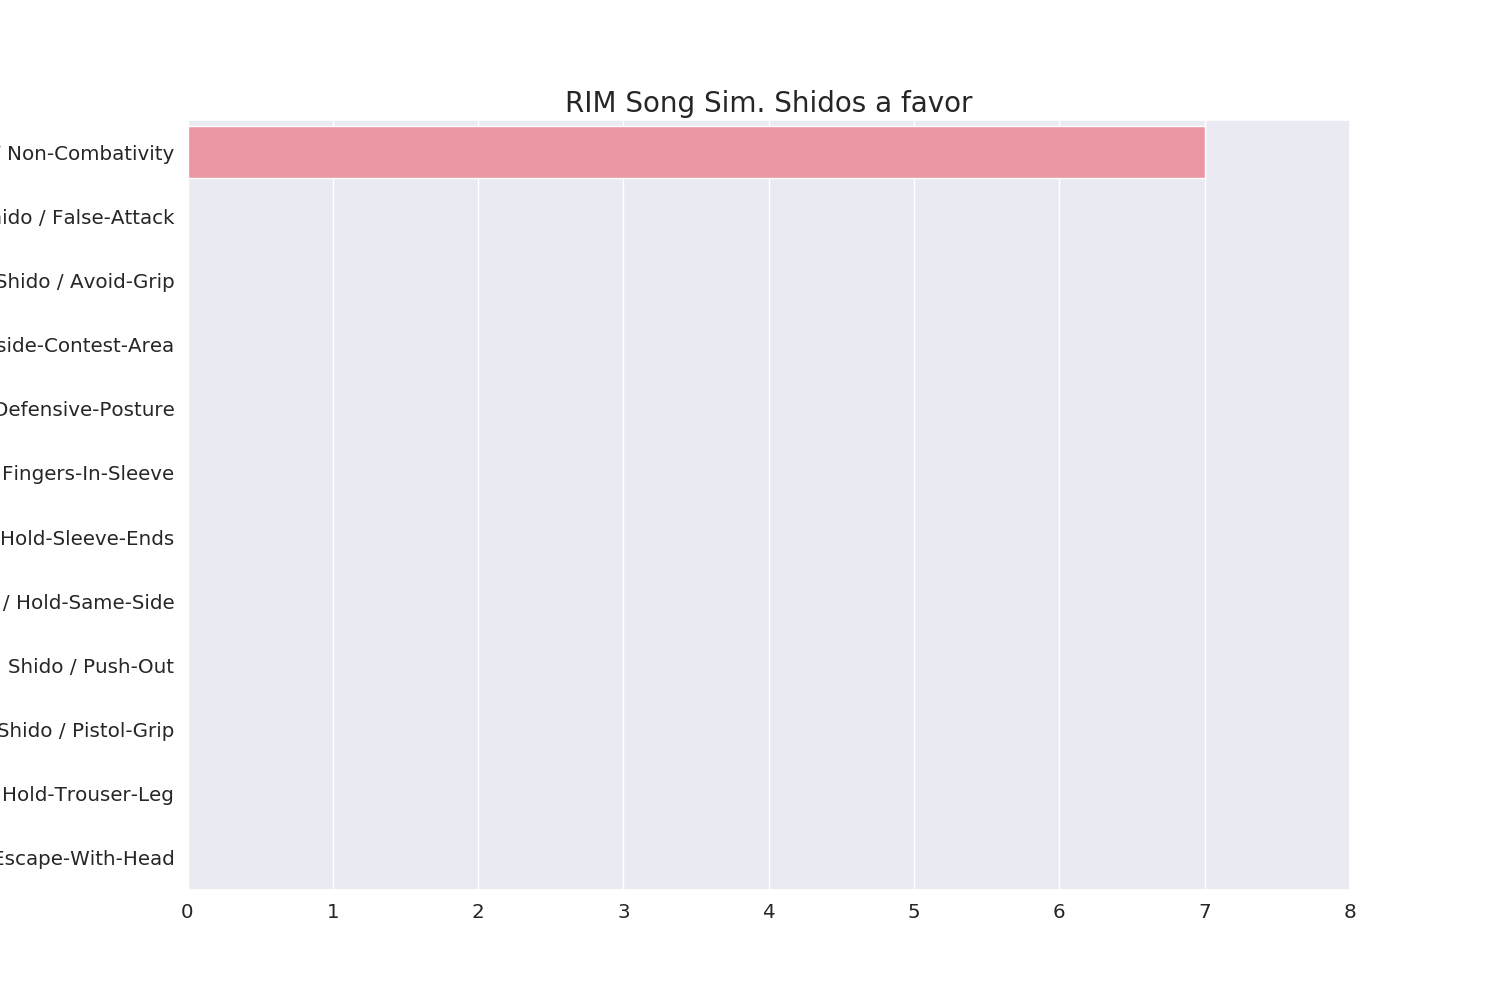 RIM Song Sim. Shidos a favor
/ Non-Combativity
ido / False-Attack
Shido / Avoid-Grip
side-Contest-Area
Defensive-Posture
Fingers-In-Sleeve
Hold-Sleeve-Ends
/ Hold-Same-Side
Shido / Push-Out
Shido / Pistol-Grip
Hold-Trouser-Leg
Escape-With-Head
0 1 2 3 4 5 6 7 8